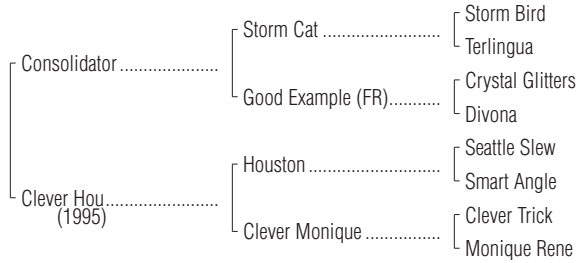 Storm Bird
Storm Cat ........................
Terlingua
Consolidator ....................
Crystal Glitters
Good Example (FR)...........
Divona
Seattle Slew
Houston ...........................
Smart Angle
Clever Hou.......................
(1995)
Clever Trick
Clever Monique ................
Monique Rene